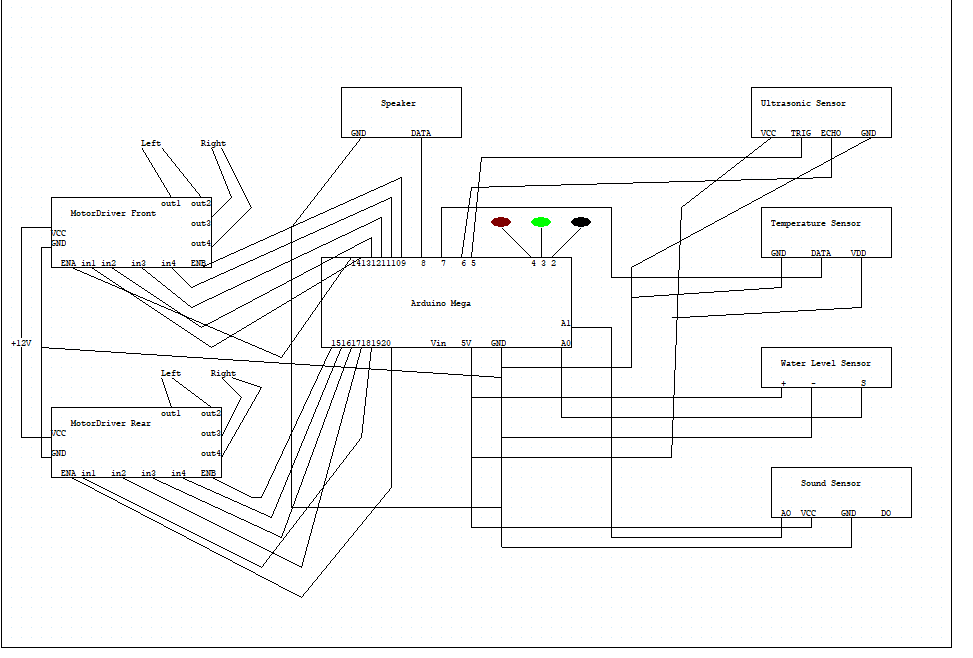 Speaker
GND DATA
Ultrasonic Sensor
VCC TRIG ECHO GND
Left Right
out1 out2
MotorDriver Front
out3
VCC
GND
out4
ENA in1 in2 in3 in4 ENB
Temperature Sensor
GND DATA VDD
14131211109 8 7 6 5 4 3 2
Arduino Mega
A1
A0
151617181920 Vin 5V GND
+12V
Water Level Sensor
+ - S
Left Right
out1 out2
MotorDriver Rear
VCC
out3
GND
out4
ENA in1 in2 in3 in4 ENB
Sound Sensor
AO VCC GND DO